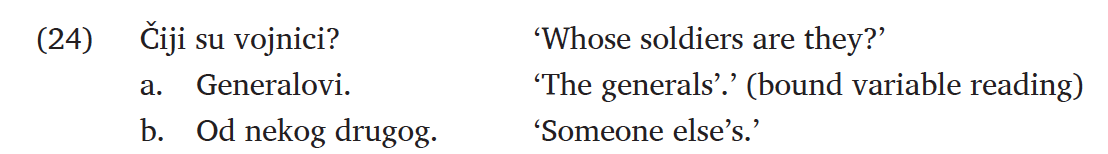 (24) Čiji su vojnici? ‘Whose soldiers are they?’
a. Generalovi. ‘The generals’.’ (bound variable reading)
b. Od nekog drugog. ‘Someone else’s.’